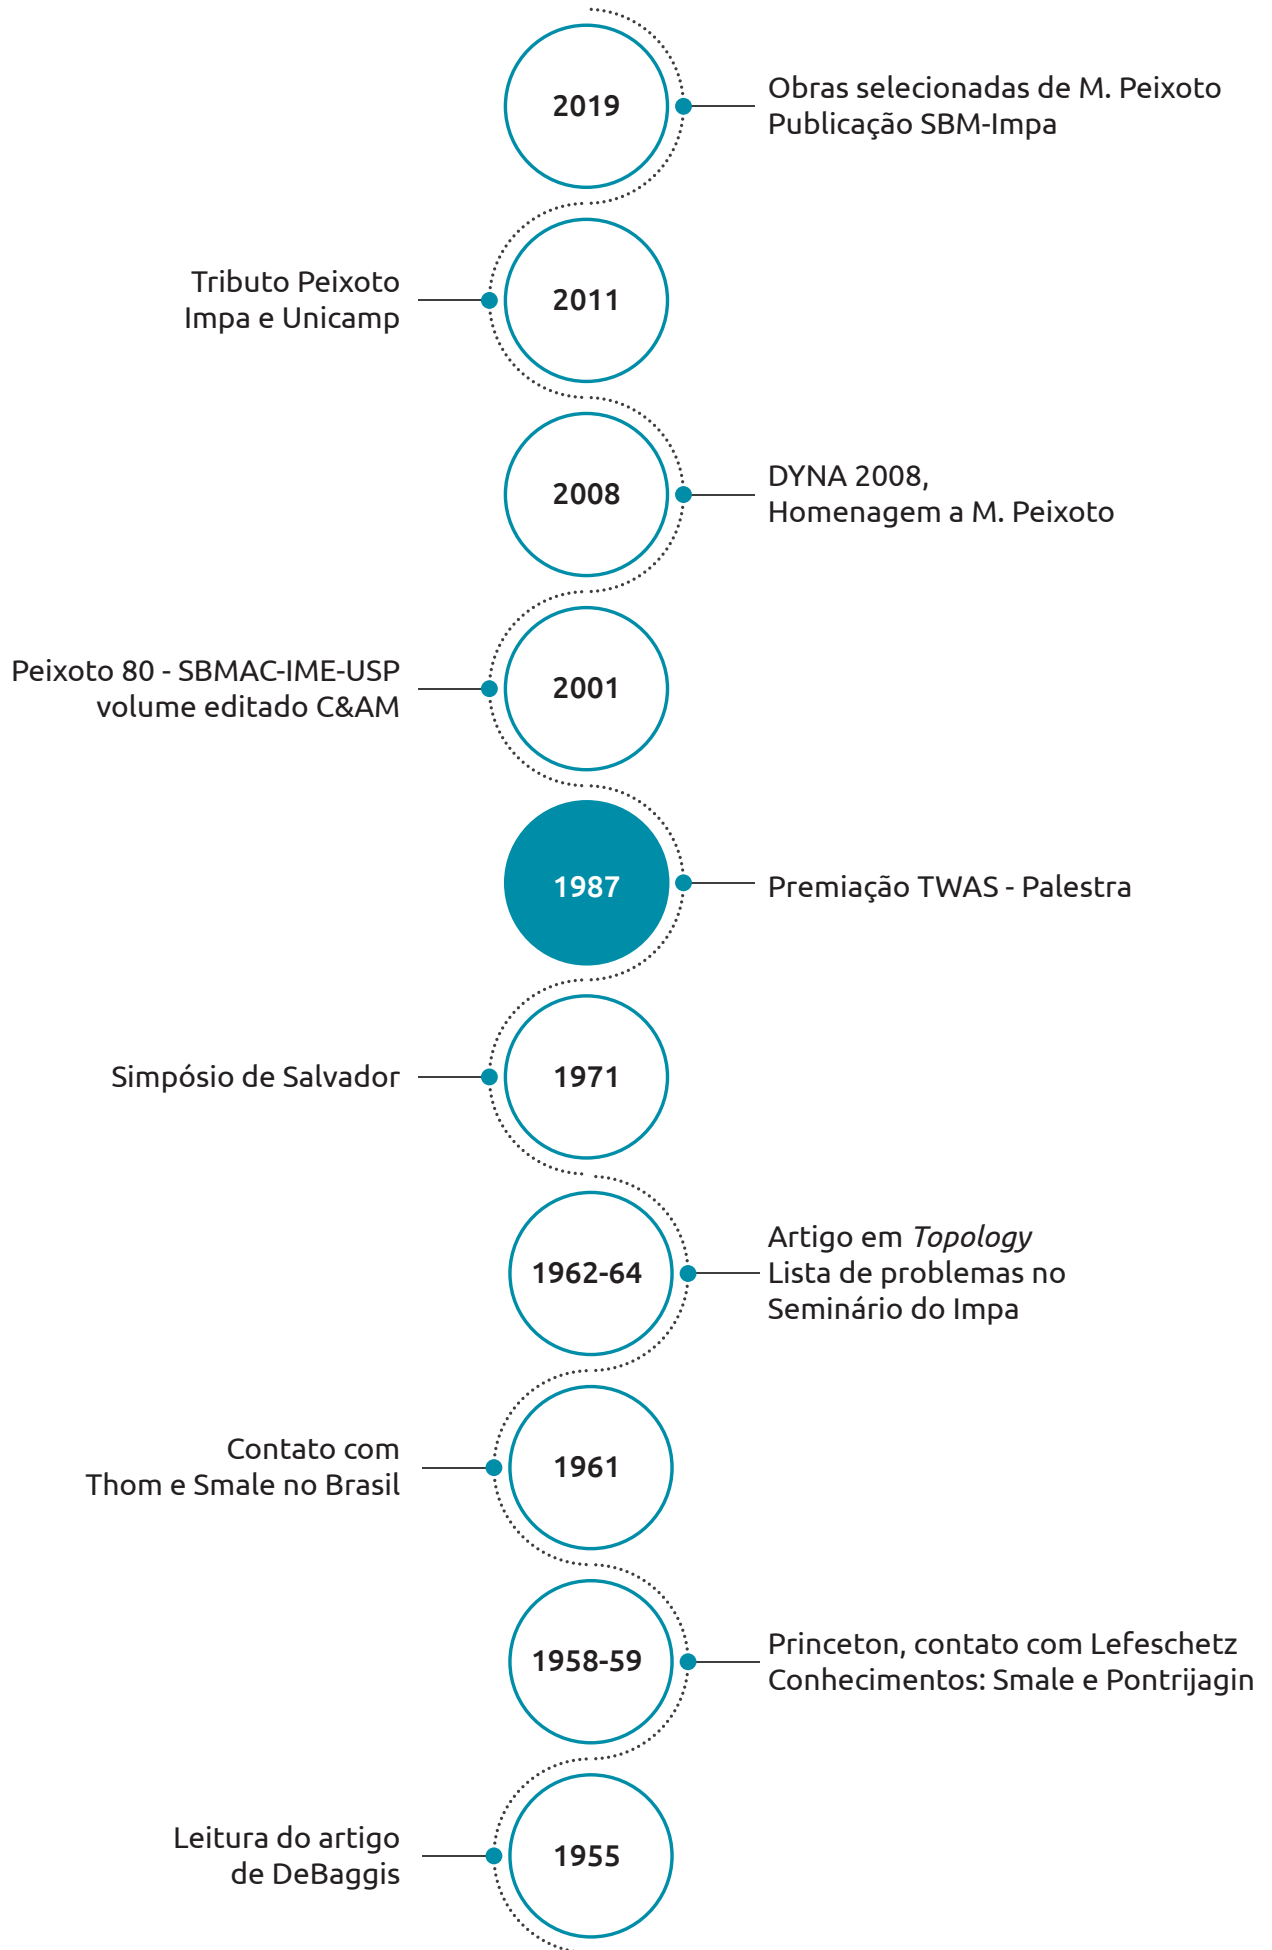 2019
Obras selecionadas de M. Peixoto
Publicação SBM-Impa
Tributo Peixoto
Impa e Unicamp
2011
2008
DYNA 2008,
Homenagem a M. Peixoto
Peixoto 80 - SBMAC-IME-USP
volume editado C&AM
2001
1987
Premiação TWAS - Palestra
Simpósio de Salvador
1971
1962-64
Artigo em Topology
Lista de problemas no
Seminário do Impa
Contato com
Thom e Smale no Brasil
1961
1958-59
Princeton, contato com Lefeschetz
Conhecimentos: Smale e Pontrijagin
Leitura do artigo
de DeBaggis
1955